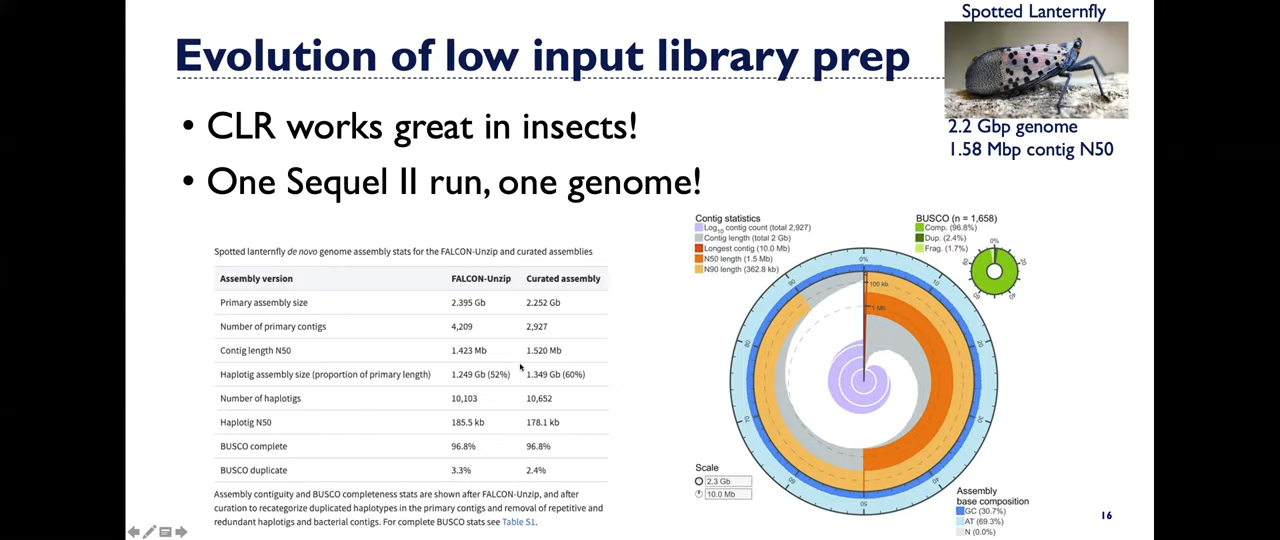 Spotted Lanternfly
Evolution of low input library prep
• CLR works great in insects!
2.2 Gbp genome
1.58 Mbp contig N50
• One Sequel II run, one genome!
Spotted lanternfly de novo genome assembly stats for the FALCON-Unzip and curated assemblies
Assembly version FALCON-Unzip Curated assembly
Primary assembly size 2.395 Gb 2.252 Gb
Number of primary contigs 4,209 2,927
Contig length N50 1.423 Mb 1.520 Mb
Haplotig assembly size (proportion of primary length) 1.249 Gb (52%) 1.349 Gb (60%)
Number of haplotigs 10,103 10,652
Haplotig N50 185.5 kb 178.1 kb
BUSCO complete 96.8% 96.8%
BUSCO duplicate 3.3% 2.4%
Assembly contiguity and BUSCO completeness stats are shown after FALCON-Unzip, and after
curation to recategorize duplicated haplotypes in the primary contigs and removal of repetitive and
redundant haplotigs and bacterial contigs. For complete BUSCO stats see Table S1.
Contig statistics
Log10 contig count (total 2,927)
Contig length (total 2 Gb)
Longest contig (10.0 Mb)
N50 length (1.5 Mb)
N90 length (362.8 kb)
BUSCO (n = 1,658)
Comp. (96.8%)
Dup. (2.4%)
Frag. (1.7%)
0%
0%
100 kb
1 Mb
Scale
2.3 Gb
10.0 Mb
Assembly
base composition
GC (30.7%)
AT (69.3%)
N (0.0%)
16